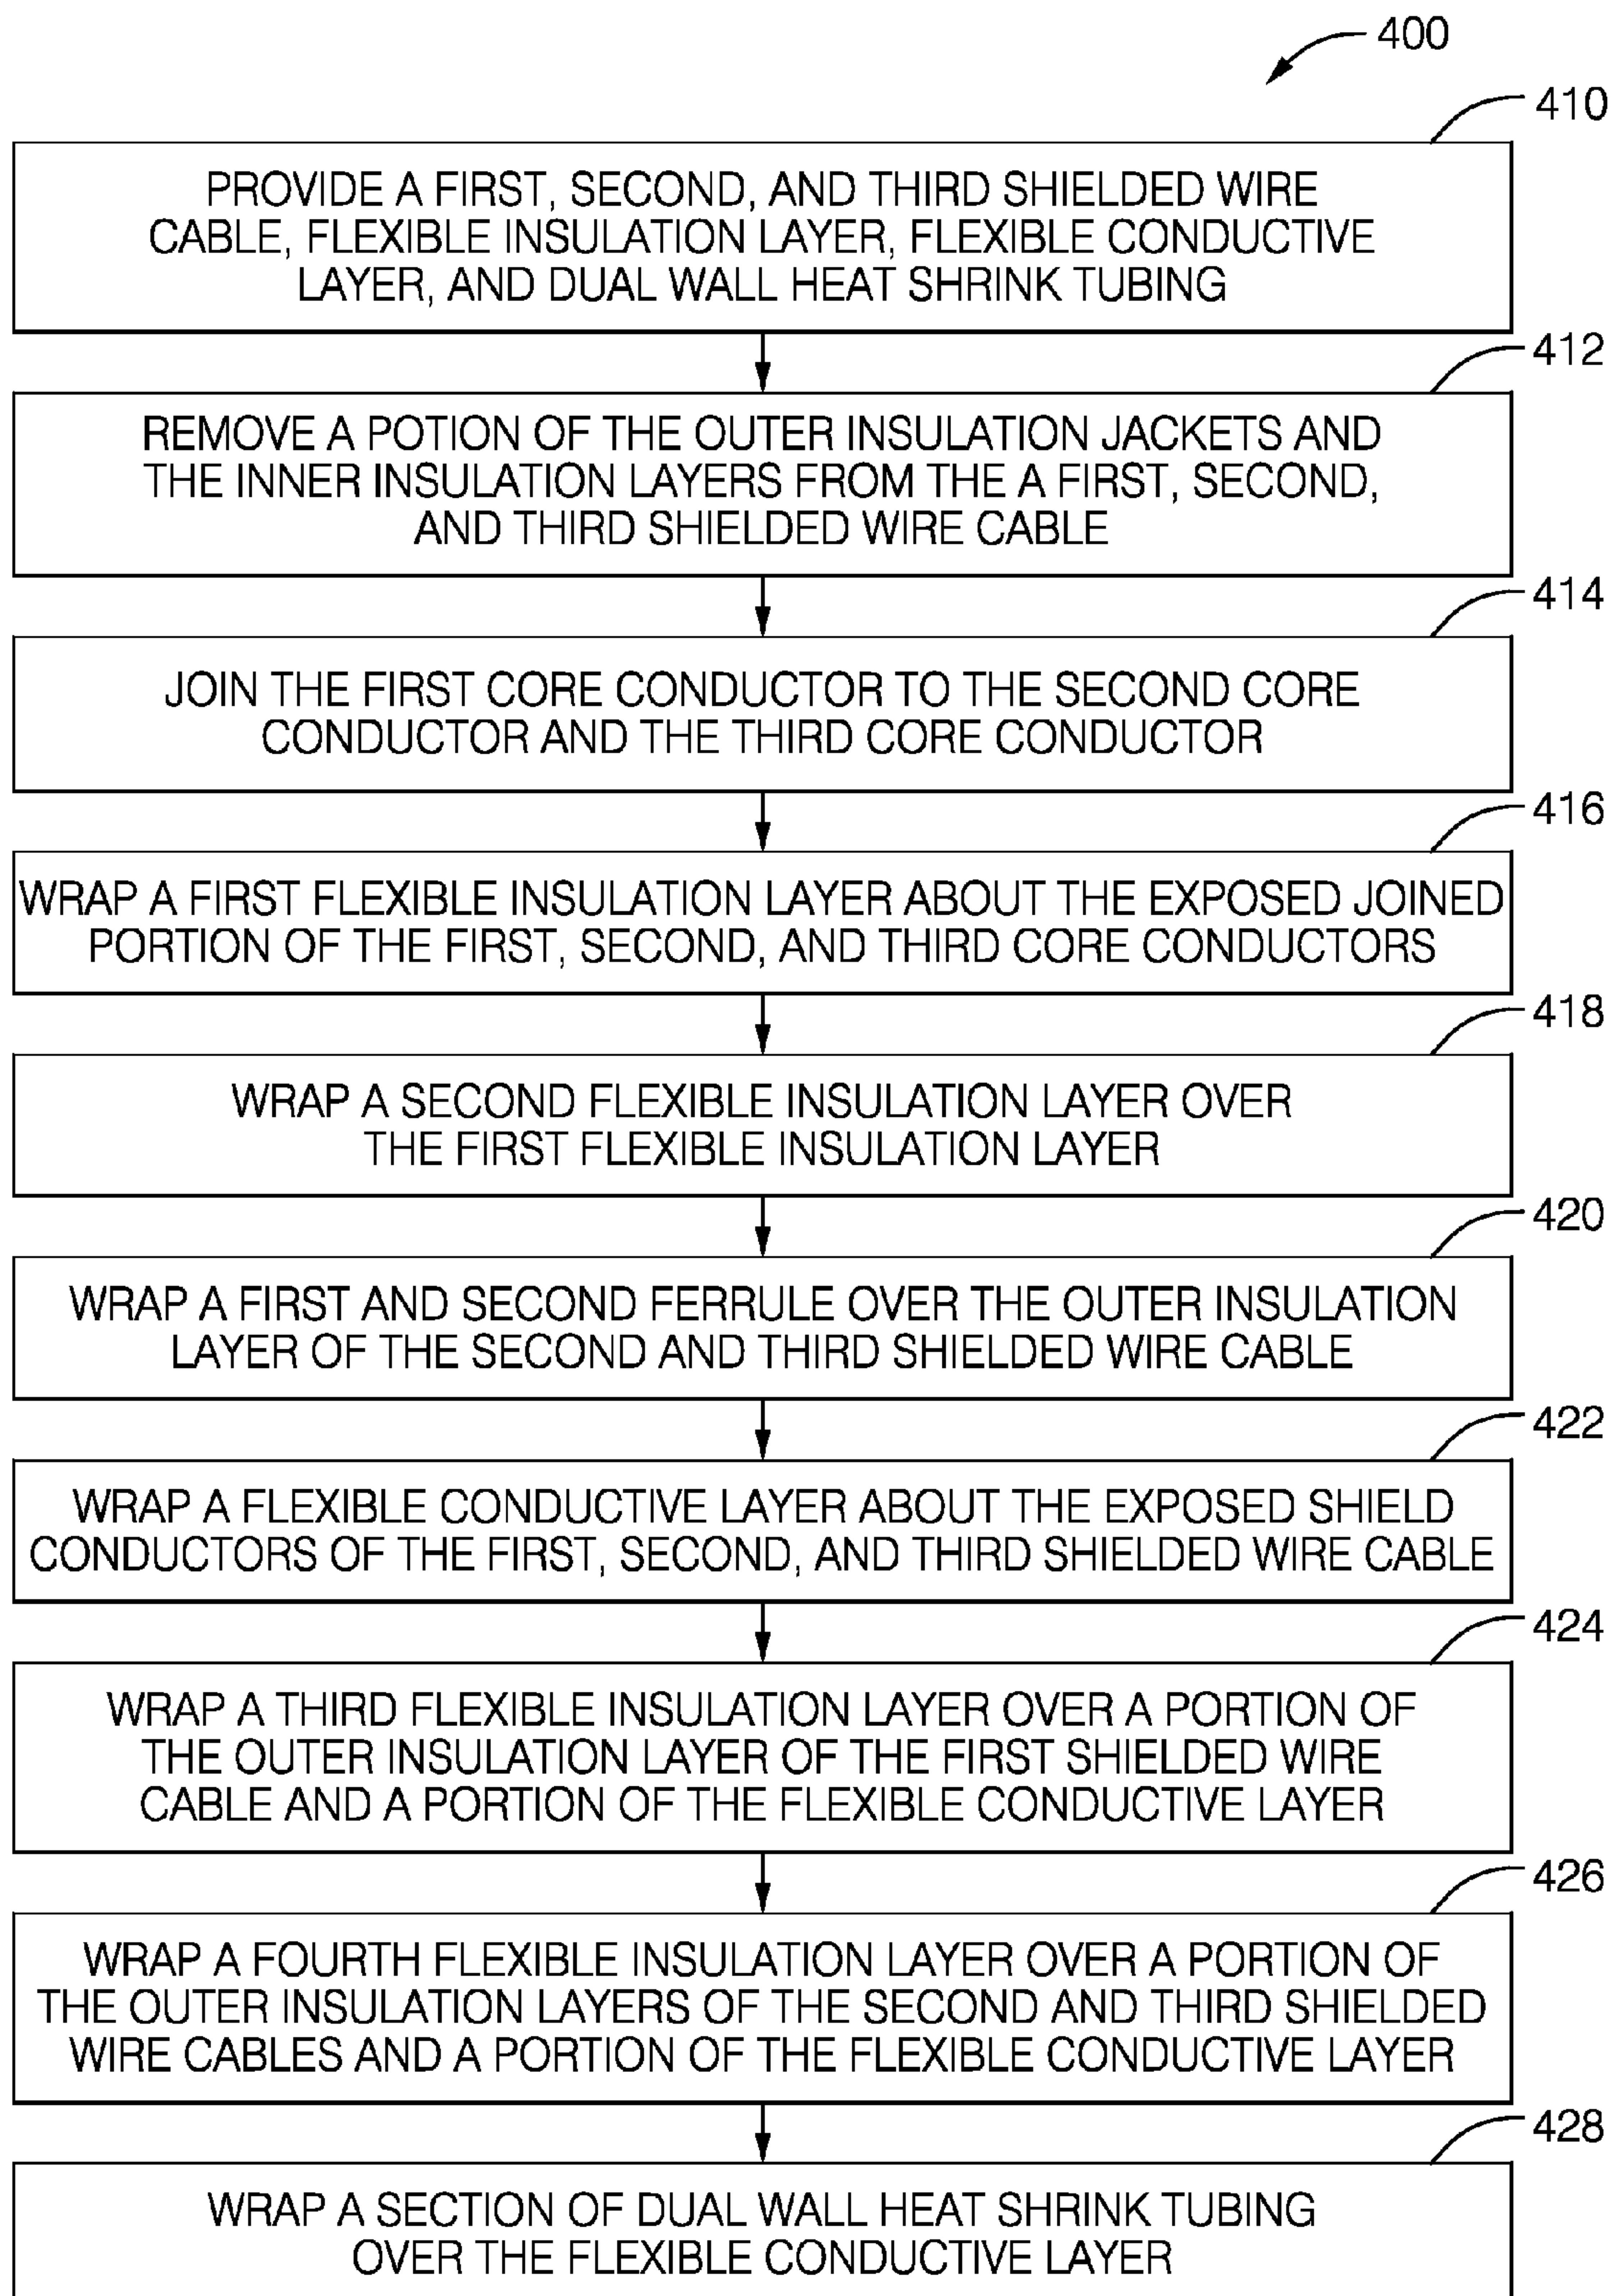 400
410
PROVIDE A FIRST, SECOND, AND THIRD SHIELDED WIRE
CABLE, FLEXIBLE INSULATION LAYER, FLEXIBLE CONDUCTIVE
LAYER, AND DUAL WALL HEAT SHRINK TUBING
412
REMOVE A POTION OF THE OUTER INSULATION JACKETS AND
THE INNER INSULATION LAYERS FROM THE A FIRST, SECOND,
AND THIRD SHIELDED WIRE CABLE
414
JOIN THE FIRST CORE CONDUCTOR TO THE SECOND CORE
CONDUCTOR AND THE THIRD CORE CONDUCTOR
416
WRAP A FIRST FLEXIBLE INSULATION LAYER ABOUT THE EXPOSED JOINED
PORTION OF THE FIRST, SECOND, AND THIRD CORE CONDUCTORS
418
WRAP A SECOND FLEXIBLE INSULATION LAYER OVER
THE FIRST FLEXIBLE INSULATION LAYER
420
WRAP A FIRST AND SECOND FERRULE OVER THE OUTER INSULATION
LAYER OF THE SECOND AND THIRD SHIELDED WIRE CABLE
422
WRAP A FLEXIBLE CONDUCTIVE LAYER ABOUT THE EXPOSED SHIELD
CONDUCTORS OF THE FIRST, SECOND, AND THIRD SHIELDED WIRE CABLE
424
WRAP A THIRD FLEXIBLE INSULATION LAYER OVER A PORTION OF
THE OUTER INSULATION LAYER OF THE FIRST SHIELDED WIRE
CABLE AND A PORTION OF THE FLEXIBLE CONDUCTIVE LAYER
426
WRAP A FOURTH FLEXIBLE INSULATION LAYER OVER A PORTION OF
THE OUTER INSULATION LAYERS OF THE SECOND AND THIRD SHIELDED
WIRE CABLES AND A PORTION OF THE FLEXIBLE CONDUCTIVE LAYER
428
WRAP A SECTION OF DUAL WALL HEAT SHRINK TUBING
OVER THE FLEXIBLE CONDUCTIVE LAYER